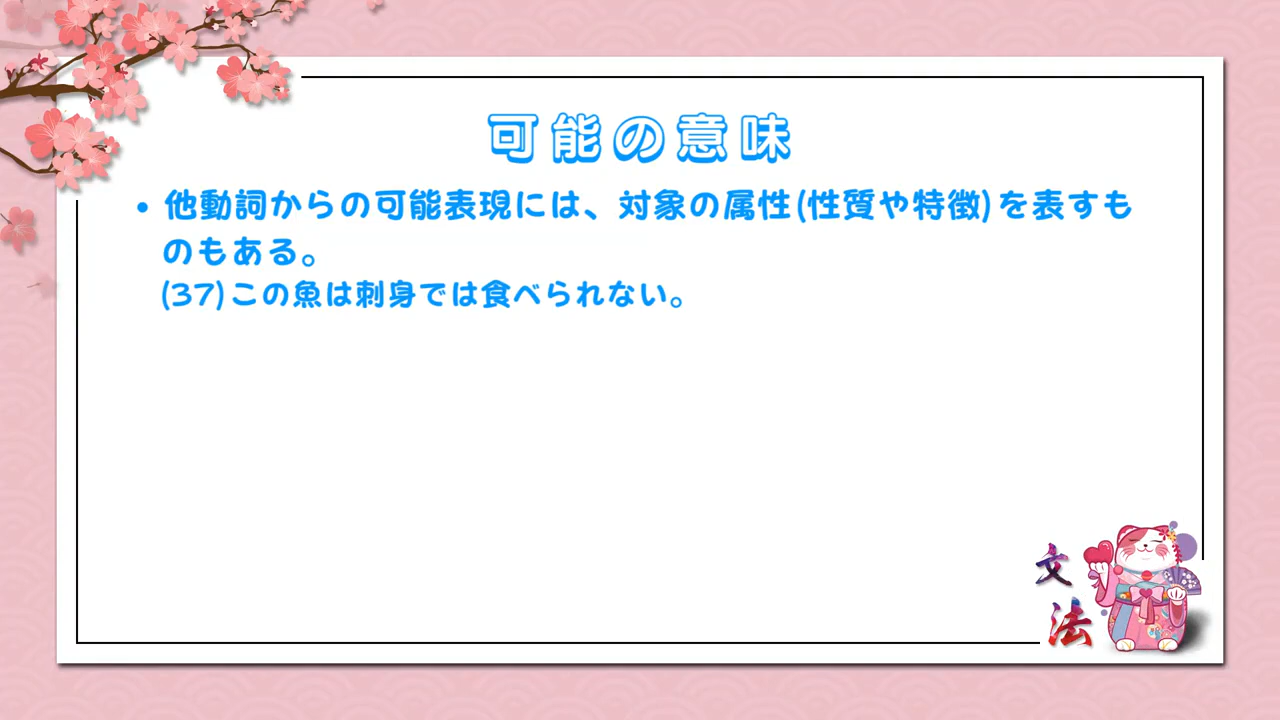 可能の意味
• 他動詞からの可能表現には、対象の属性(性質や特徴)を表すも
のもある。
(37)この魚は刺身では食べられない。
文
法